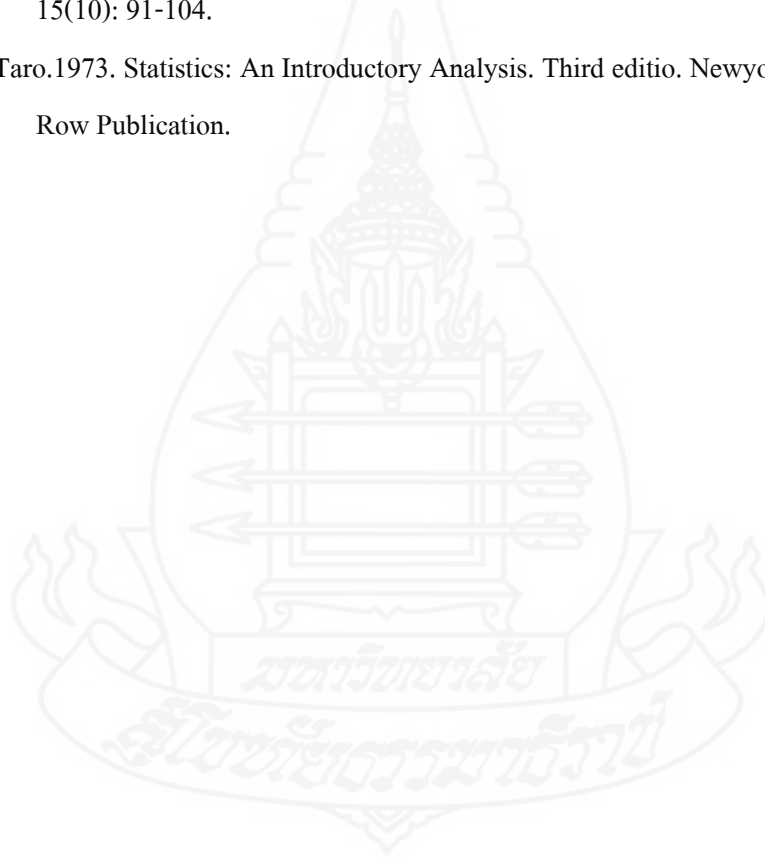 15(10): 91-104.
Taro.1973. Statistics: An Introductory Analysis. Third editio. Newyo
Row Publication.
มหาวิทยาลัย
สุโขทัยธรรมาธิราช